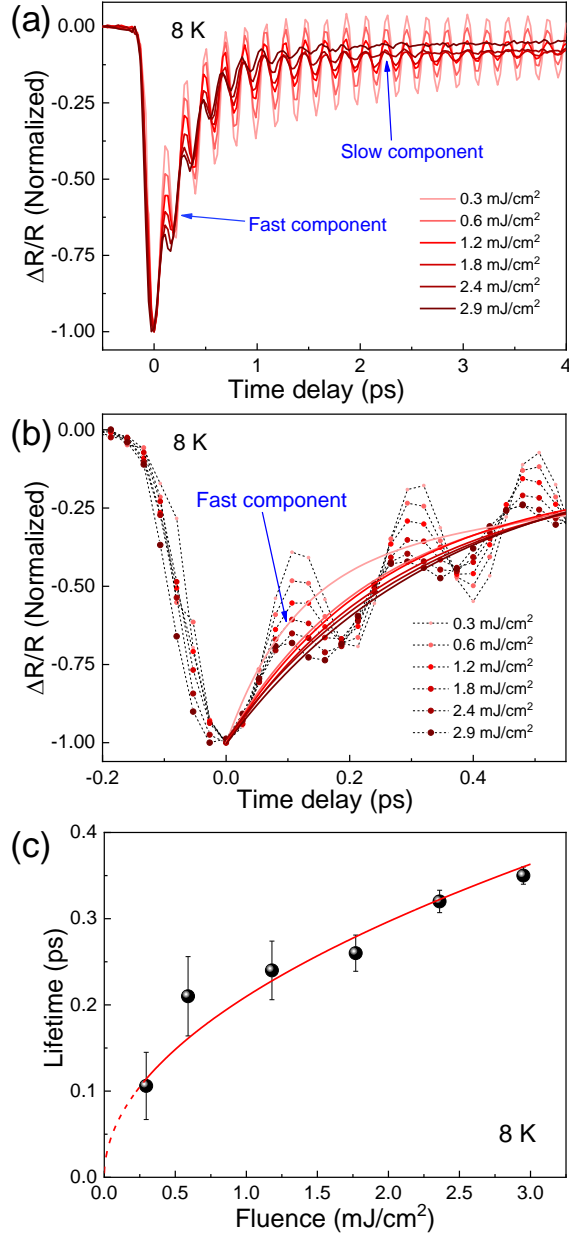 (a)
8 K
0.00
-0.25
-0.50
-0.75
-1.00
ΔR/R (Normalized)
Slow component
Fast component
0.3 mJ/cm²
0.6 mJ/cm²
1.2 mJ/cm²
1.8 mJ/cm²
2.4 mJ/cm²
2.9 mJ/cm²
0 1 2 3 4
Time delay (ps)
(b)
8 K
0.00
-0.25
-0.50
-0.75
-1.00
ΔR/R (Normalized)
Fast component
0.3 mJ/cm²
0.6 mJ/cm²
1.2 mJ/cm²
1.8 mJ/cm²
2.4 mJ/cm²
2.9 mJ/cm²
-0.2 0.0 0.2 0.4
Time delay (ps)
(c)
0.4
0.3
0.2
0.1
0.0
Lifetime (ps)
8 K
0.0 0.5 1.0 1.5 2.0 2.5 3.0
Fluence (mJ/cm²)